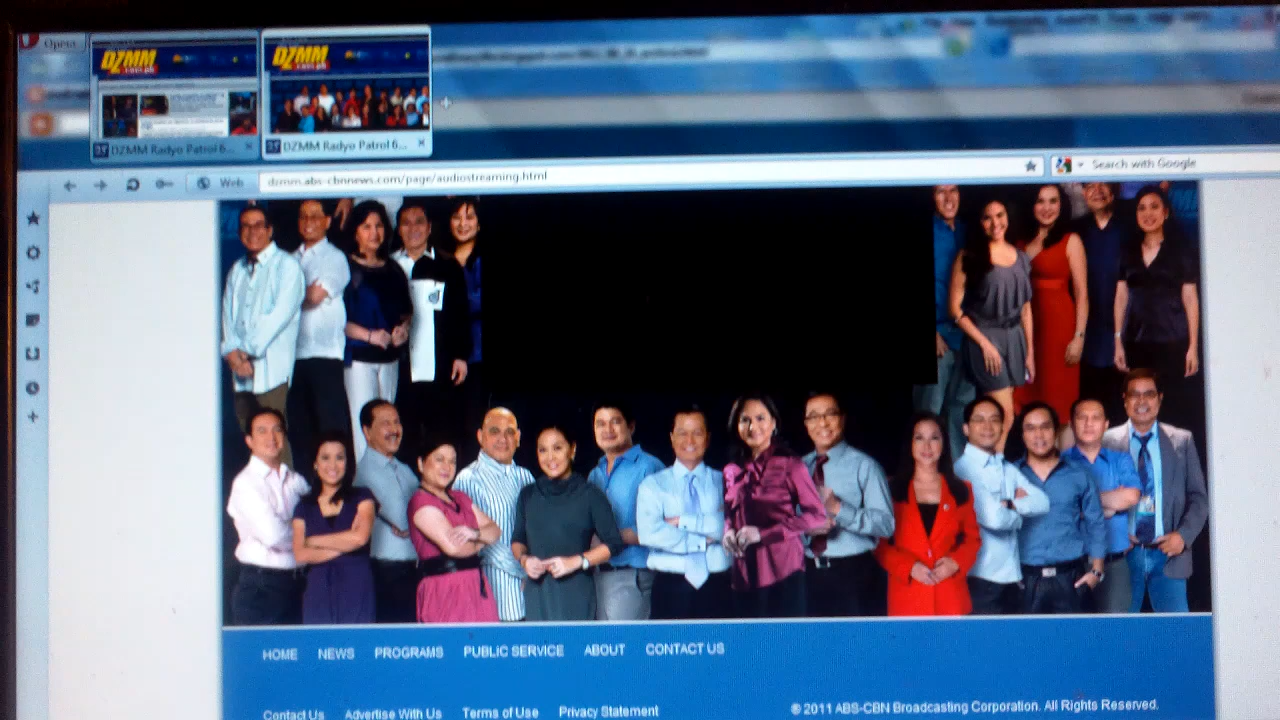 Opera
DZMM
DZMM
DZMM Radyo Patrol 6...
DZMM Radyo Patrol 6...
Web
dzmm.abs-cbnnews.com/page/audiostreaming.html
Search with Google
HOME NEWS PROGRAMS PUBLIC SERVICE ABOUT CONTACT US
Contact Us Advertise With Us Terms of Use Privacy Statement
© 2011 ABS-CBN Broadcasting Corporation. All Rights Reserved.